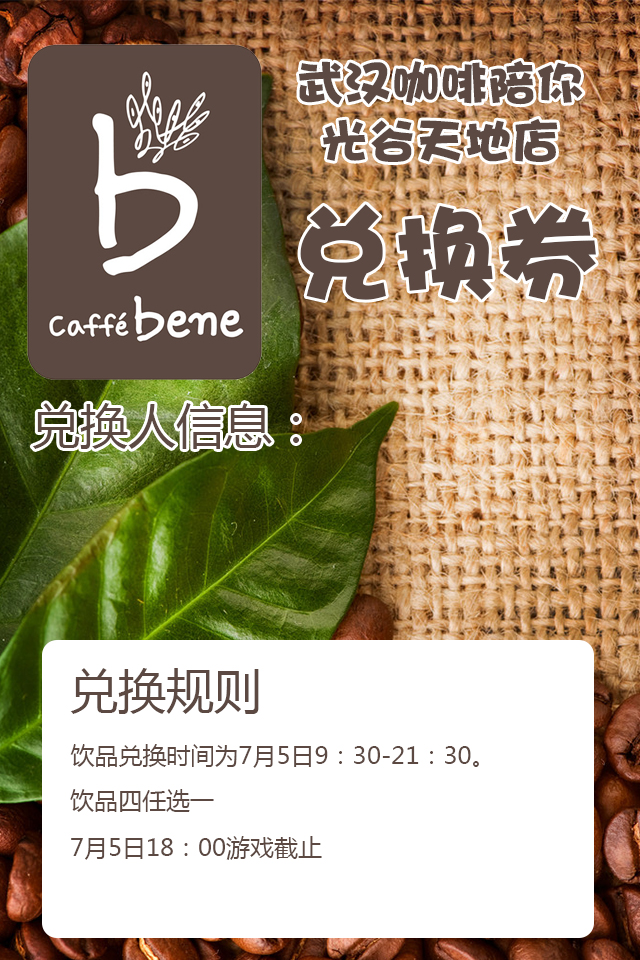 武汉咖啡陪你
光谷天地店
兑换券
b
Caffé bene
兑换人信息：
兑换规则
饮品兑换时间为7月5日9：30-21：30。
饮品四任选一
7月5日18：00游戏截止